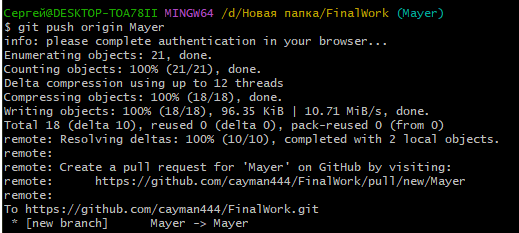 Сергей@DESKTOP-TOA78II MINGW64 /d/Новая папка/FinalWork (Mayer)
$ git push origin Mayer
info: please complete authentication in your browser...
Enumerating objects: 21, done.
Counting objects: 100% (21/21), done.
Delta compression using up to 12 threads
Compressing objects: 100% (18/18), done.
Writing objects: 100% (18/18), 96.35 KiB | 10.71 MiB/s, done.
Total 18 (delta 10), reused 0 (delta 0), pack-reused 0 (from 0)
remote: Resolving deltas: 100% (10/10), completed with 2 local objects.
remote:
remote: Create a pull request for 'Mayer' on GitHub by visiting:
remote:      https://github.com/cayman444/FinalWork/pull/new/Mayer
remote:
To https://github.com/cayman444/FinalWork.git
 * [new branch]      Mayer -> Mayer